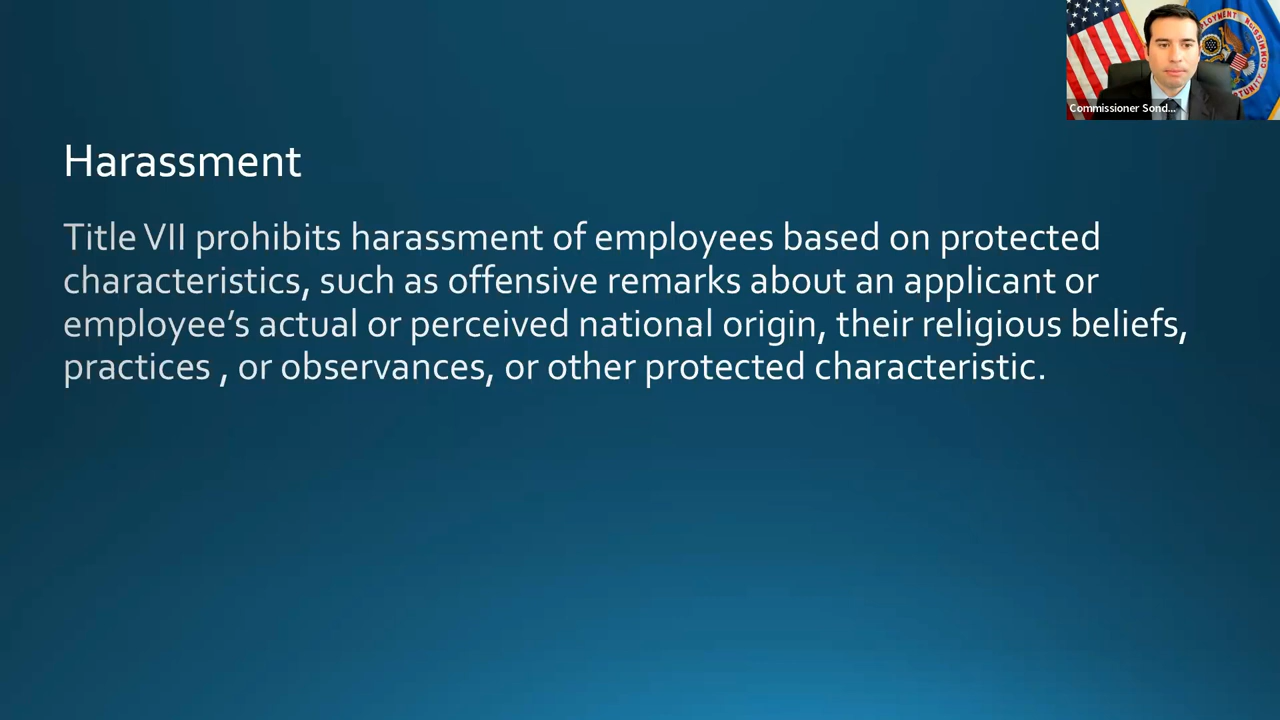 Commissioner Sond...
Harassment
Title VII prohibits harassment of employees based on protected
characteristics, such as offensive remarks about an applicant or
employee’s actual or perceived national origin, their religious beliefs,
practices , or observances, or other protected characteristic.